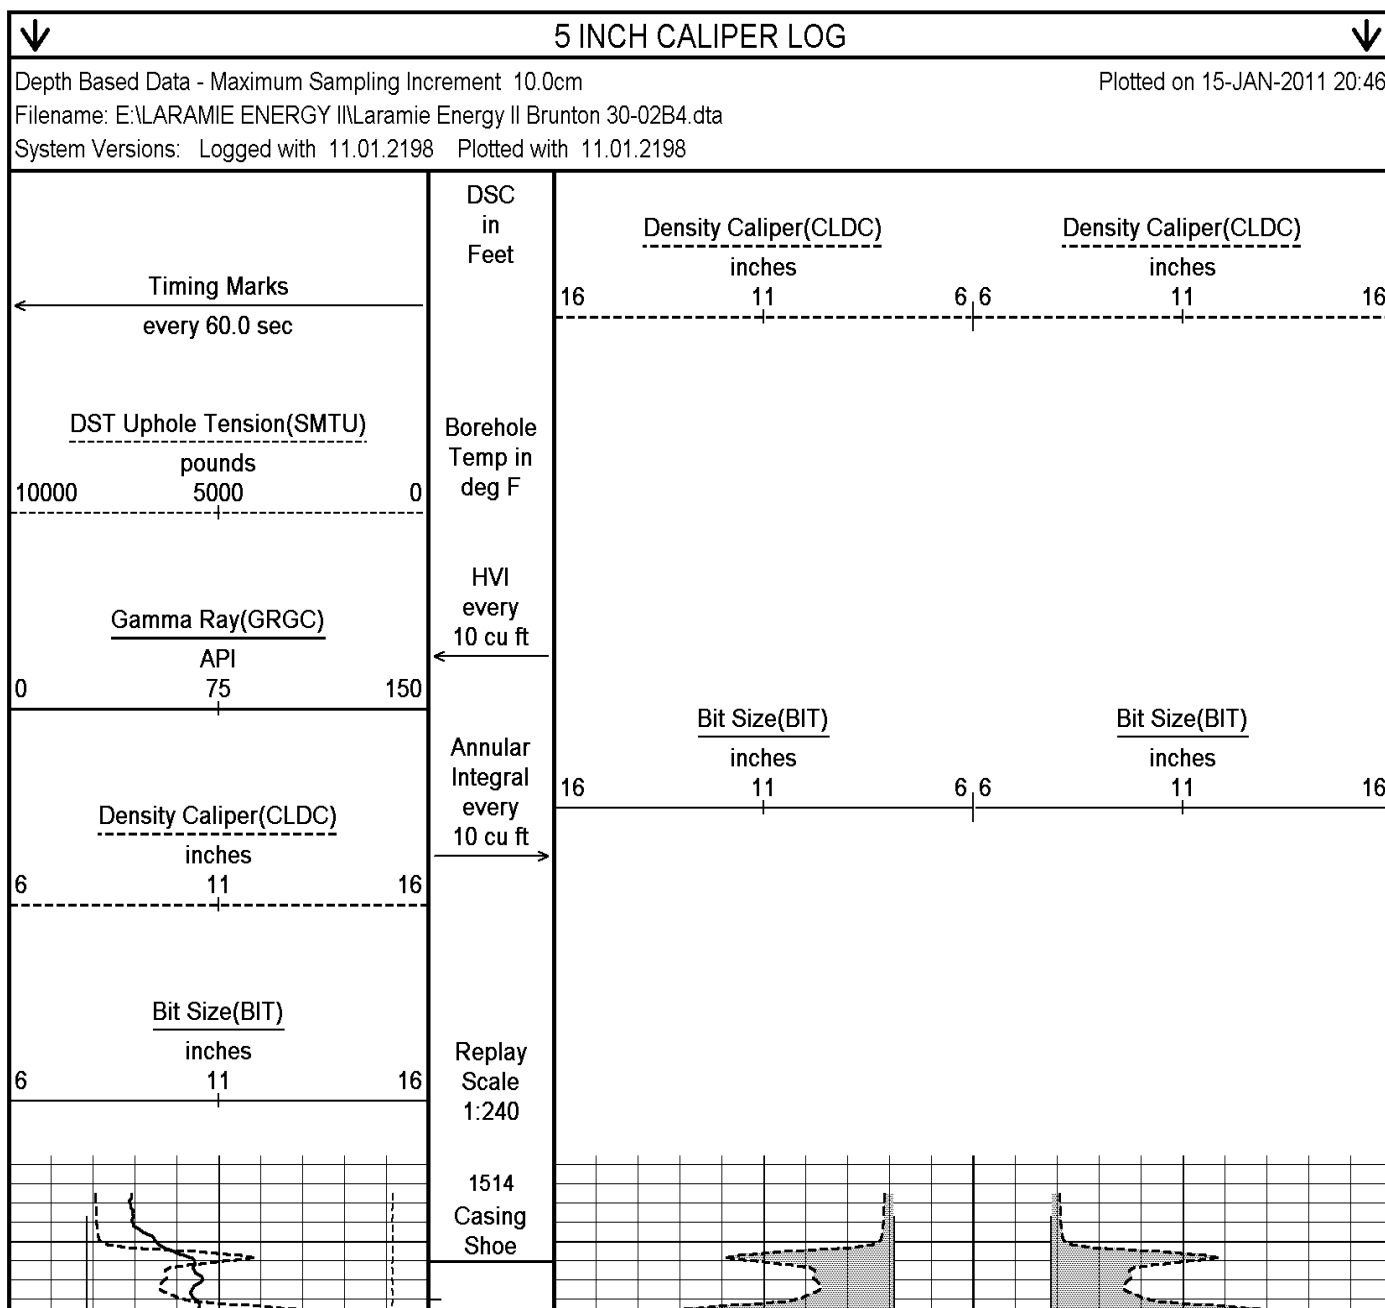 5 INCH CALIPER LOG
Depth Based Data - Maximum Sampling Increment 10.0cm
Plotted on 15-JAN-2011 20:46
Filename: E:\LARAMIE ENERGY II\Laramie Energy II Brunton 30-02B4.dta
System Versions: Logged with 11.01.2198 Plotted with 11.01.2198
Timing Marks
every 60.0 sec
DST Uphole Tension(SMTU)
pounds
10000 5000 0
Gamma Ray(GRGC)
API
0 75 150
Density Caliper(CLDC)
inches
6 11 16
Bit Size(BIT)
inches
6 11 16
DSC
in
Feet
Borehole
Temp in
deg F
HVI
every
10 cu ft
Annular
Integral
every
10 cu ft
Replay
Scale
1:240
1514
Casing
Shoe
Density Caliper(CLDC)
inches
16 11 6
Density Caliper(CLDC)
inches
6 11 16
Bit Size(BIT)
inches
16 11 6
Bit Size(BIT)
inches
6 11 16